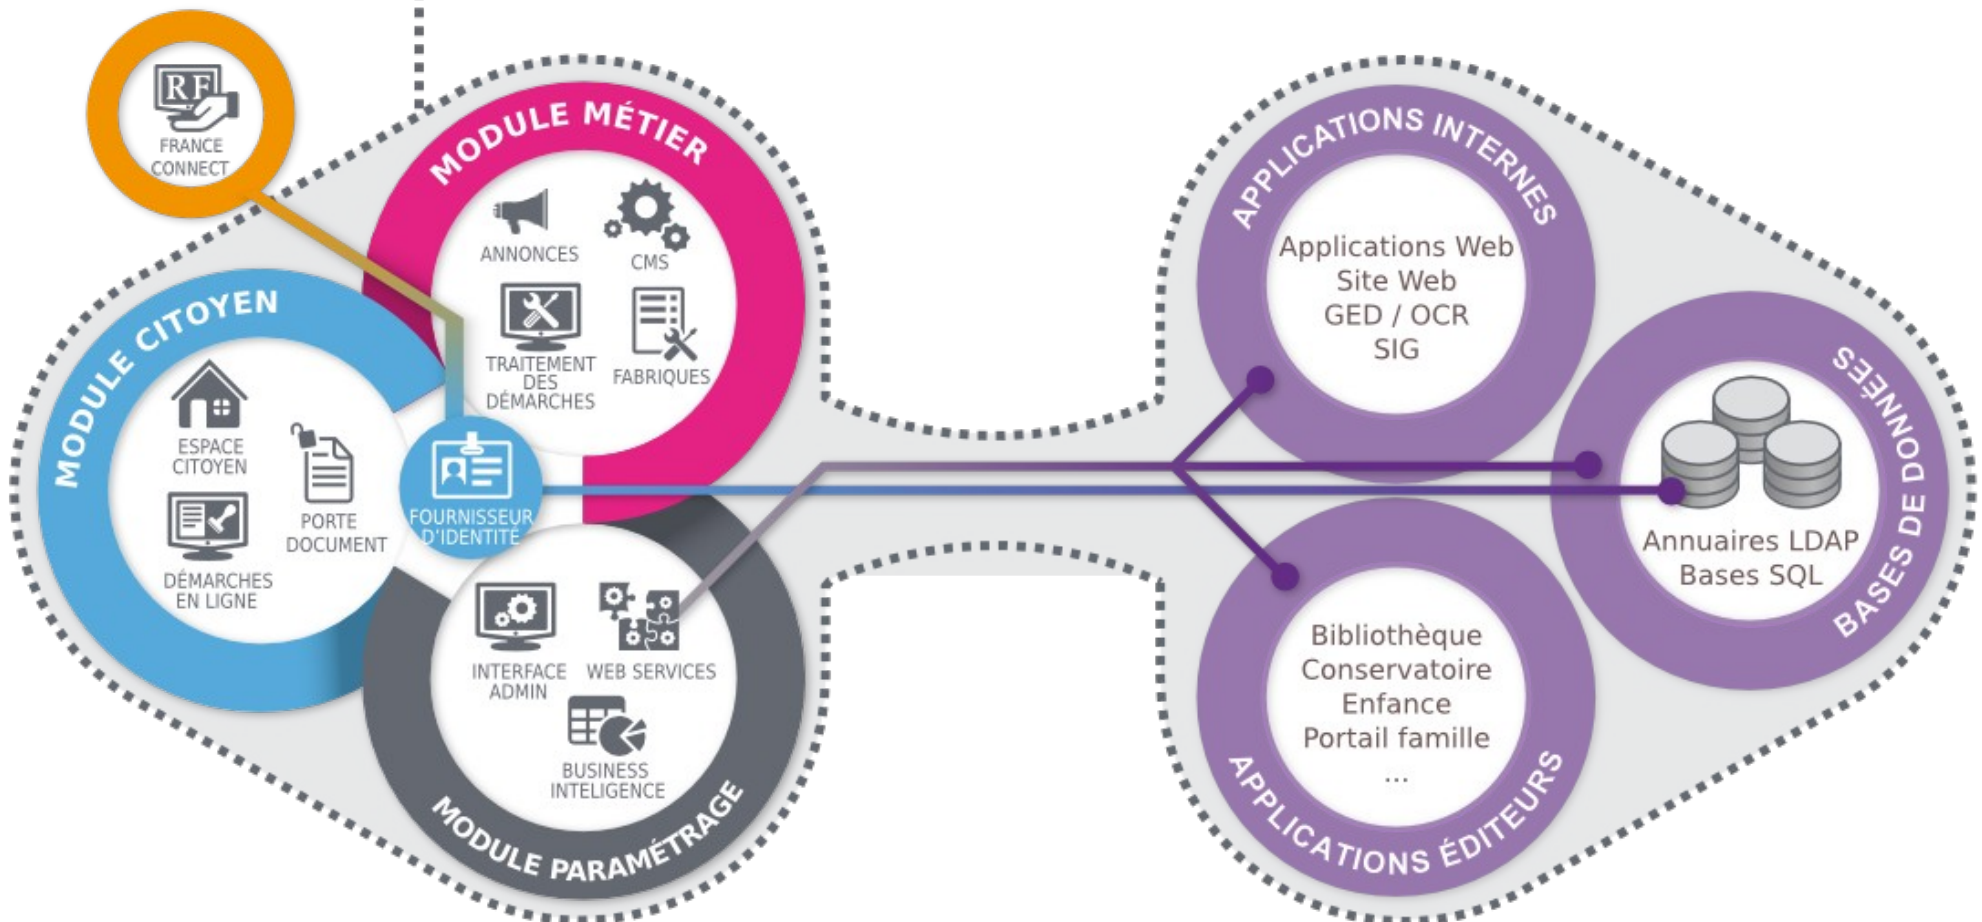 RF
FRANCE
CONNECT
MODULE MÉTIER
ANNONCES
CMS
TRAITEMENT
DES
DÉMARCHES
FABRIQUES
MODULE CITOYEN
ESPACE
CITOYEN
PORTE
DOCUMENT
DÉMARCHES
EN LIGNE
FOURNISSEUR
D'IDENTITÉ
INTERFACE
ADMIN
WEB SERVICES
BUSINESS
INTELIGENCE
MODULE PARAMÉTRAGE
APPLICATIONS INTERNES
Applications Web
Site Web
GED / OCR
SIG
BASES DE DONNÉES
Annuaires LDAP
Bases SQL
Bibliothèque
Conservatoire
Enfance
Portail famille
...
APPLICATIONS ÉDITEURS